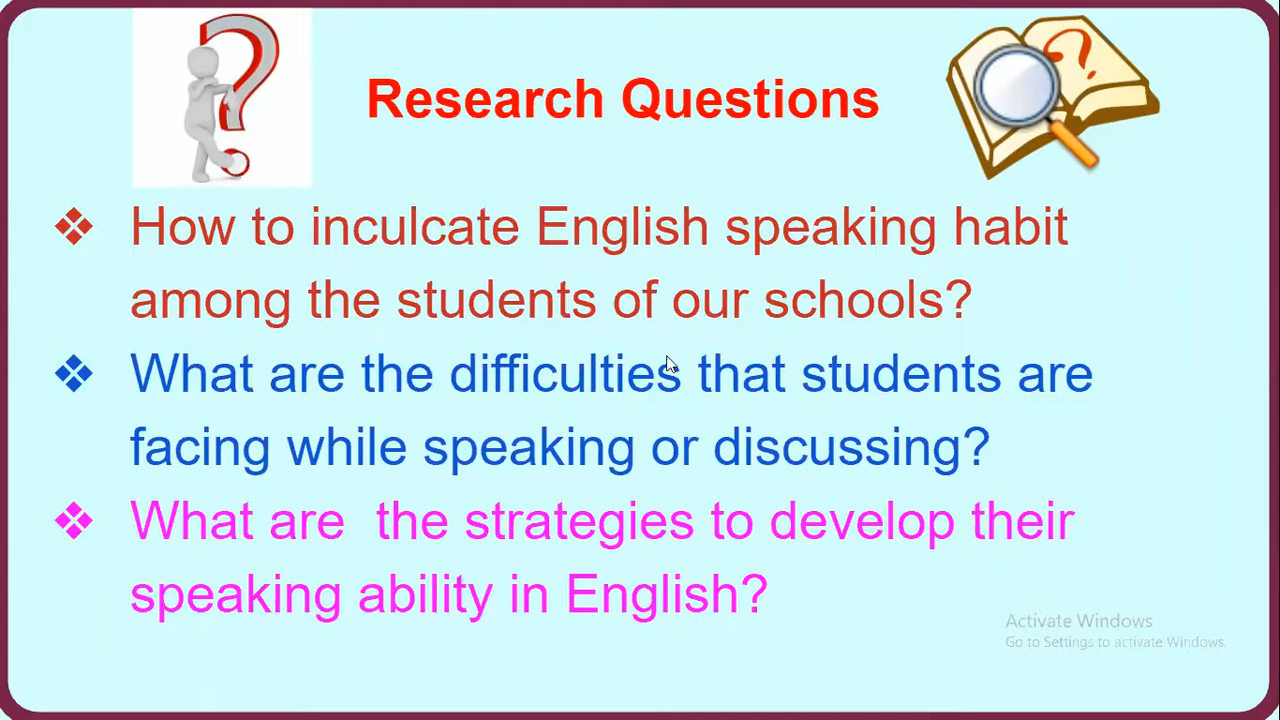 Research Questions
❖ How to inculcate English speaking habit
among the students of our schools?
❖ What are the difficulties that students are
facing while speaking or discussing?
❖ What are  the strategies to develop their
speaking ability in English?
Activate Windows
Go to Settings to activate Windows.